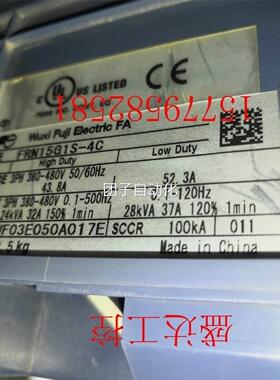 UL US LISTED
15779582581
Wuxi Fuji Electric FA
FRN15G1S-4C
High Duty Low Duty
3PH 380-480V 50/60Hz
43.8A 52.3A
3PH 380-480V 0.1-500Hz 0.1-120Hz
24kVA 32A 150% 1min 28kVA 37A 120% 1min
团子自动化
WF03E050A017E SCCR 100kA 011
.5kg Made in China
盛达工控